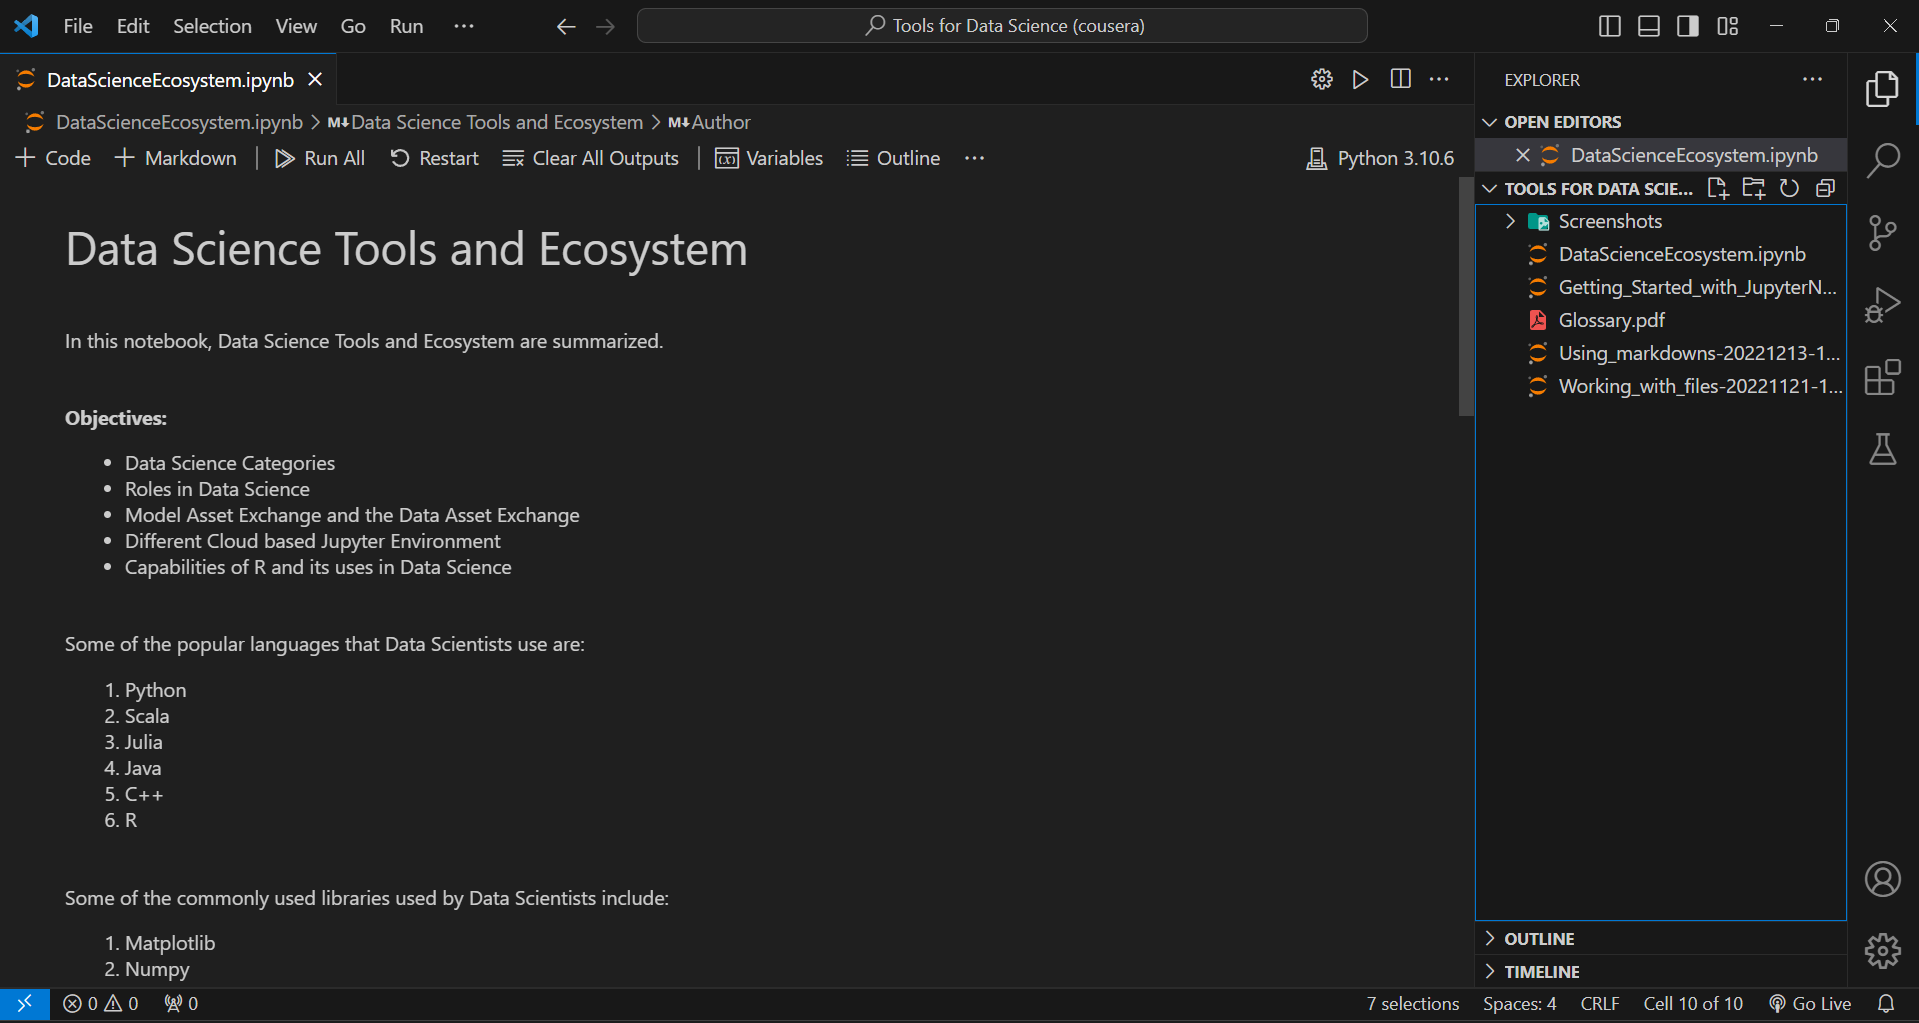 File Edit Selection View Go Run ··· Tools for Data Science (cousera)
DataScienceEcosystem.ipynb
DataScienceEcosystem.ipynb > M↓Data Science Tools and Ecosystem > M↓Author
+ Code + Markdown | Run All Restart Clear All Outputs | Variables Outline ··· Python 3.10.6
Data Science Tools and Ecosystem
In this notebook, Data Science Tools and Ecosystem are summarized.
Objectives:
• Data Science Categories
• Roles in Data Science
• Model Asset Exchange and the Data Asset Exchange
• Different Cloud based Jupyter Environment
• Capabilities of R and its uses in Data Science
Some of the popular languages that Data Scientists use are:
1. Python
2. Scala
3. Julia
4. Java
5. C++
6. R
Some of the commonly used libraries used by Data Scientists include:
1. Matplotlib
2. Numpy
EXPLORER
OPEN EDITORS
DataScienceEcosystem.ipynb
TOOLS FOR DATA SCIE...
Screenshots
DataScienceEcosystem.ipynb
Getting_Started_with_JupyterN...
Glossary.pdf
Using_markdowns-20221213-1...
Working_with_files-20221121-1...
OUTLINE
TIMELINE
0 0 0 7 selections Spaces: 4 CRLF Cell 10 of 10 Go Live